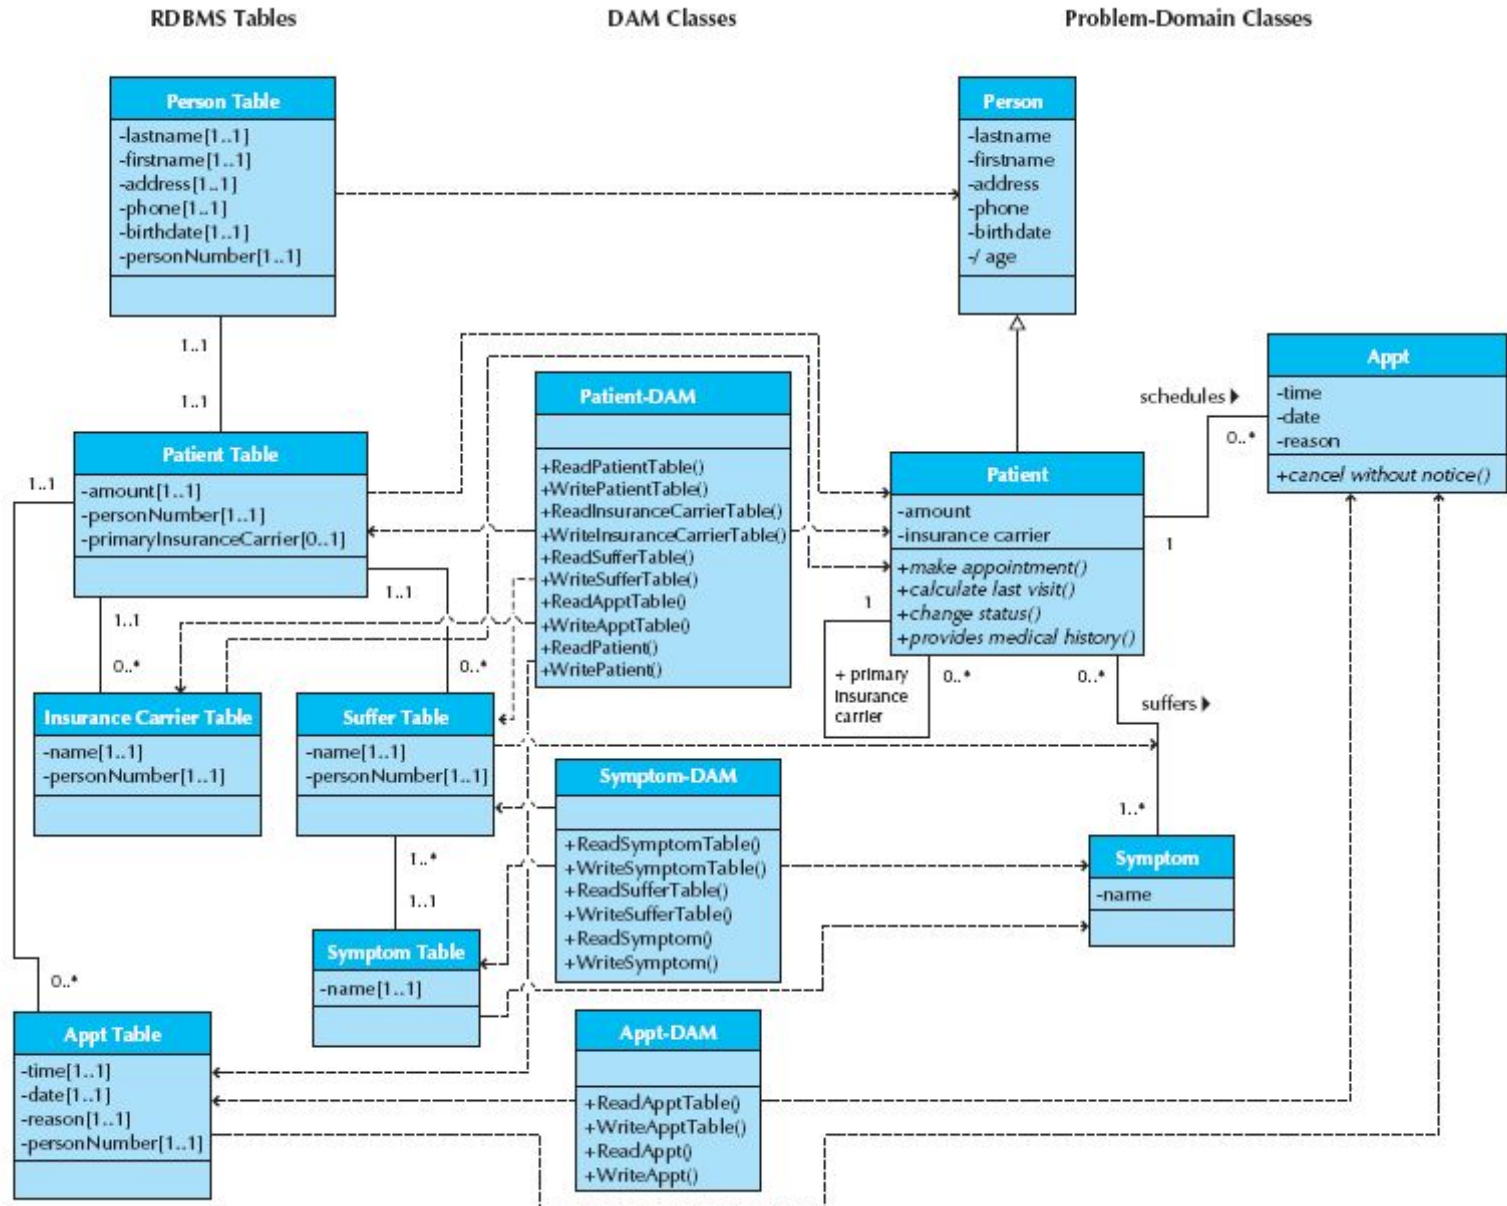 RDBMS Tables
DAM Classes
Problem-Domain Classes
Person Table
-lastname[1..1]
-firstname[1..1]
-address[1..1]
-phone[1..1]
-birthdate[1..1]
-personNumber[1..1]
Person
-lastname
-firstname
-address
-phone
-birthdate
-/ age
1..1
1..1
Patient-DAM
+ReadPatientTable()
+WritePatientTable()
+ReadInsuranceCarrierTable()
+WriteInsuranceCarrierTable()
+ReadSufferTable()
+WriteSufferTable()
+ReadApptTable()
+WriteApptTable()
+ReadPatient()
+WritePatient()
Appt
-time
-date
-reason
+cancel without notice()
schedules
0..*
1
Patient Table
-amount[1..1]
-personNumber[1..1]
-primaryInsuranceCarrier[0..1]
1..1
Patient
-amount
-insurance carrier
+make appointment()
+calculate last visit()
+change status()
+provides medical history()
1..1
0..*
1..1
0..*
1
+ primary
insurance
carrier
0..*
0..*
suffers
1..*
Insurance Carrier Table
-name[1..1]
-personNumber[1..1]
Suffer Table
-name[1..1]
-personNumber[1..1]
1..*
1..1
Symptom-DAM
+ReadSymptomTable()
+WriteSymptomTable()
+ReadSufferTable()
+WriteSufferTable()
+ReadSymptom()
+WriteSymptom()
Symptom
-name
Symptom Table
-name[1..1]
0..*
Appt Table
-time[1..1]
-date[1..1]
-reason[1..1]
-personNumber[1..1]
Appt-DAM
+ReadApptTable()
+WriteApptTable()
+ReadAppt()
+WriteAppt()